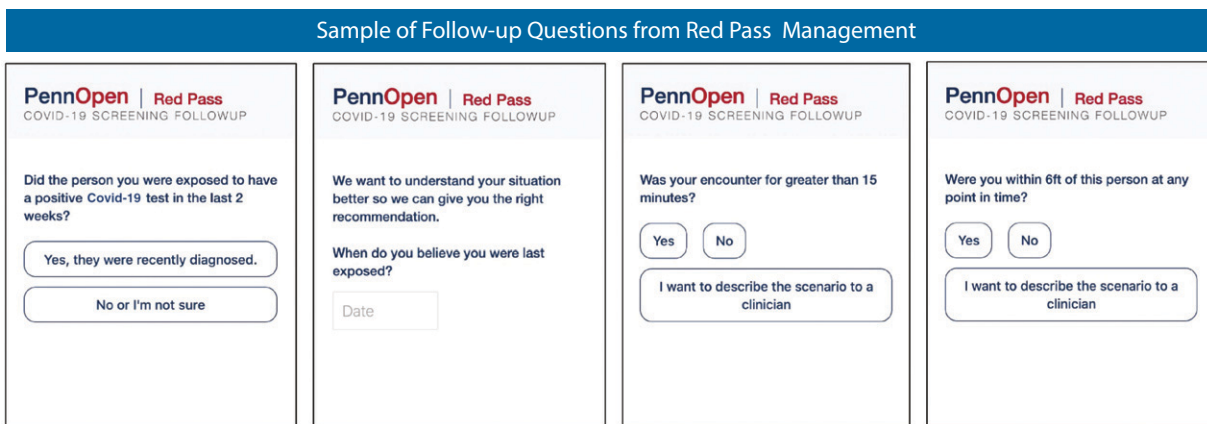 Sample of Follow-up Questions from Red Pass Management
PennOpen | Red Pass
COVID-19 SCREENING FOLLOWUP
Did the person you were exposed to have
a positive Covid-19 test in the last 2
weeks?
Yes, they were recently diagnosed.
No or I'm not sure
PennOpen | Red Pass
COVID-19 SCREENING FOLLOWUP
We want to understand your situation
better so we can give you the right
recommendation.
When do you believe you were last
exposed?
Date
PennOpen | Red Pass
COVID-19 SCREENING FOLLOWUP
Was your encounter for greater than 15
minutes?
Yes No
I want to describe the scenario to a
clinician
PennOpen | Red Pass
COVID-19 SCREENING FOLLOWUP
Were you within 6ft of this person at any
point in time?
Yes No
I want to describe the scenario to a
clinician